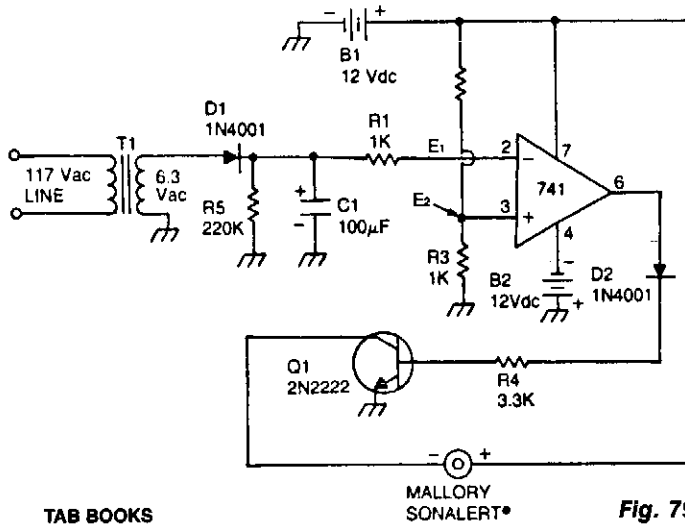 − +
B1
12 Vdc
D1
1N4001
T1
117 Vac
LINE
6.3
Vac
R5
220K
+
−
C1
100µF
R1
1K
E1
E2
2
−
3
+
741
7
6
4
R3
1K
B2
12Vdc
−
+
D2
1N4001
Q1
2N2222
R4
3.3K
− +
MALLORY
SONALERT®
TAB BOOKS
Fig. 79